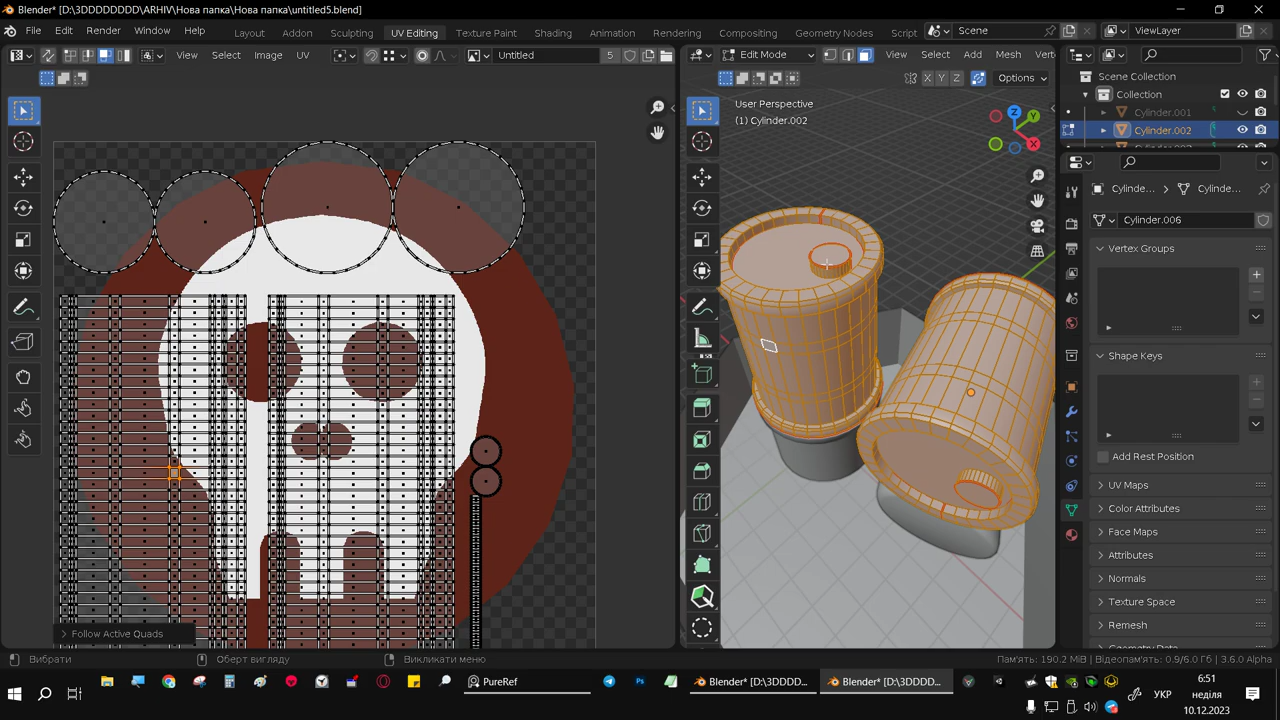 Blender* [D:\3DDDDDDDD\ARHIV\Нова папка\Нова папка\untitled5.blend]
File Edit Render Window Help
Layout Addon Sculpting UV Editing Texture Paint Shading Animation Rendering Compositing Geometry Nodes Script
Scene ViewLayer
View Select Image UV
Untitled 5
Edit Mode View Select Add Mesh Vert
X Y Z Options
User Perspective
(1) Cylinder.002
Z Y X
Scene Collection
Collection
Cylinder.001
Cylinder.002
Cylinde... Cylinde...
Cylinder.006
Vertex Groups
Shape Keys
Add Rest Position
UV Maps
Color Attributes
Face Maps
Attributes
Normals
Texture Space
Remesh
Follow Active Quads
Вибрати Оберт вигляду Викликати меню Пам'ять: 190.2 MiB | Відеопам'ять: 0.9/6.0 Гб | 3.6.0 Alpha
PureRef Blender* [D:\3DDDD... Blender* [D:\3DDDD...
УКР
6:51
неділя
10.12.2023